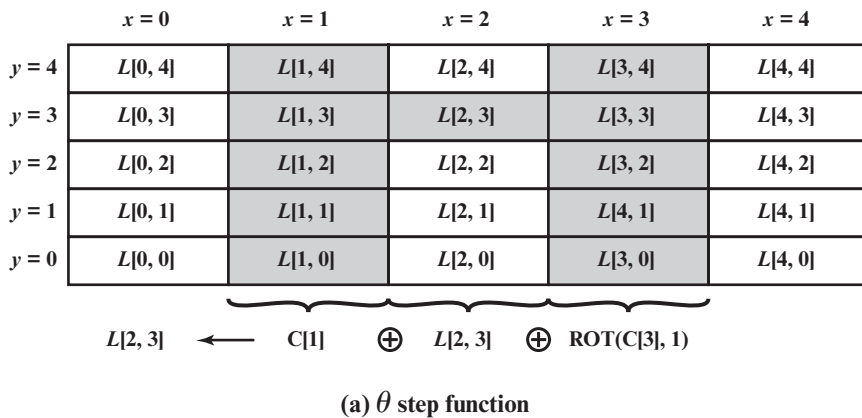 x = 0 x = 1 x = 2 x = 3 x = 4
y = 4 L[0, 4] L[1, 4] L[2, 4] L[3, 4] L[4, 4]
y = 3 L[0, 3] L[1, 3] L[2, 3] L[3, 3] L[4, 3]
y = 2 L[0, 2] L[1, 2] L[2, 2] L[3, 2] L[4, 2]
y = 1 L[0, 1] L[1, 1] L[2, 1] L[4, 1] L[4, 1]
y = 0 L[0, 0] L[1, 0] L[2, 0] L[3, 0] L[4, 0]
L[2, 3] ← C[1] ⊕ L[2, 3] ⊕ ROT(C[3], 1)
(a) θ step function